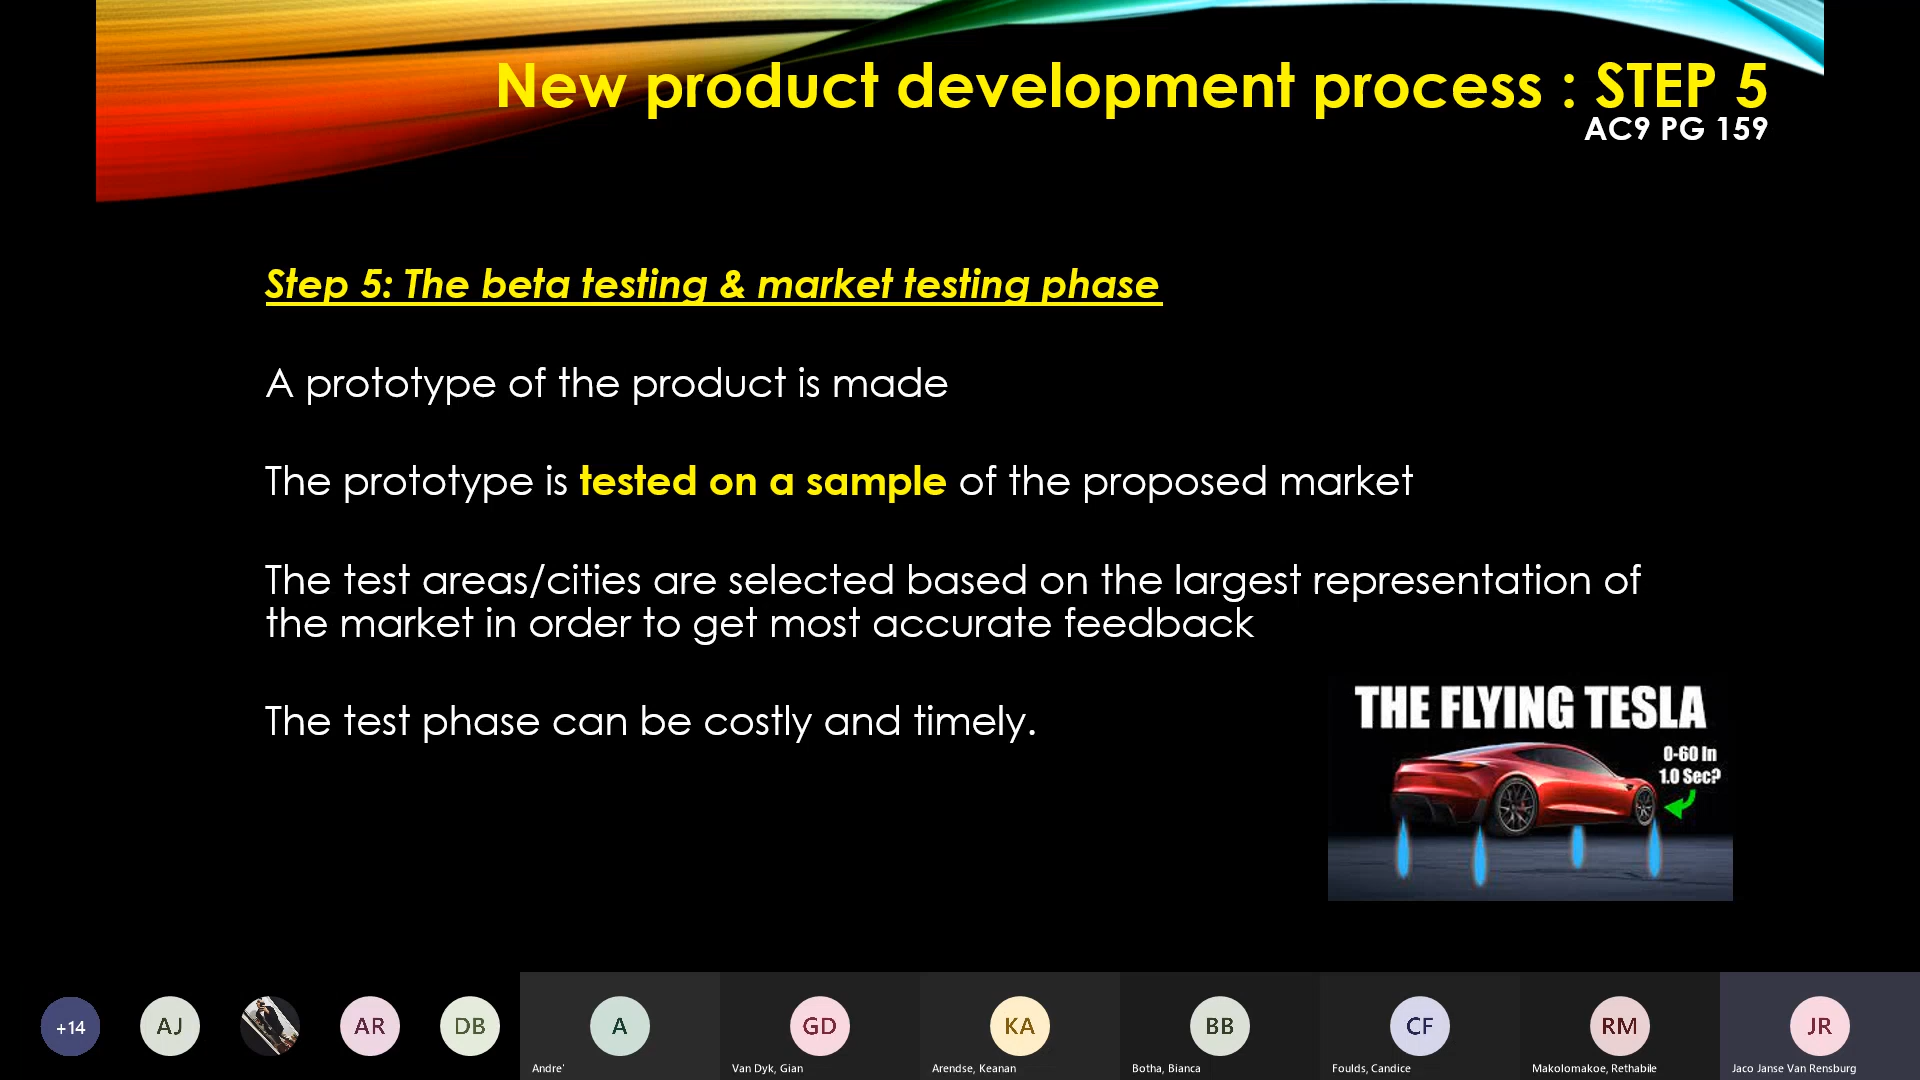 New product development process : STEP 5
AC9 PG 159
Step 5: The beta testing & market testing phase
A prototype of the product is made
The prototype is tested on a sample of the proposed market
The test areas/cities are selected based on the largest representation of
the market in order to get most accurate feedback
The test phase can be costly and timely.
THE FLYING TESLA
0-60 In
1.0 Sec?
+14
AJ
AR
DB
A
GD
KA
BB
CF
RM
JR
Andre'
Van Dyk, Gian
Arendse, Keanan
Botha, Bianca
Foulds, Candice
Makolomakoe, Rethabile
Jaco Janse Van Rensburg